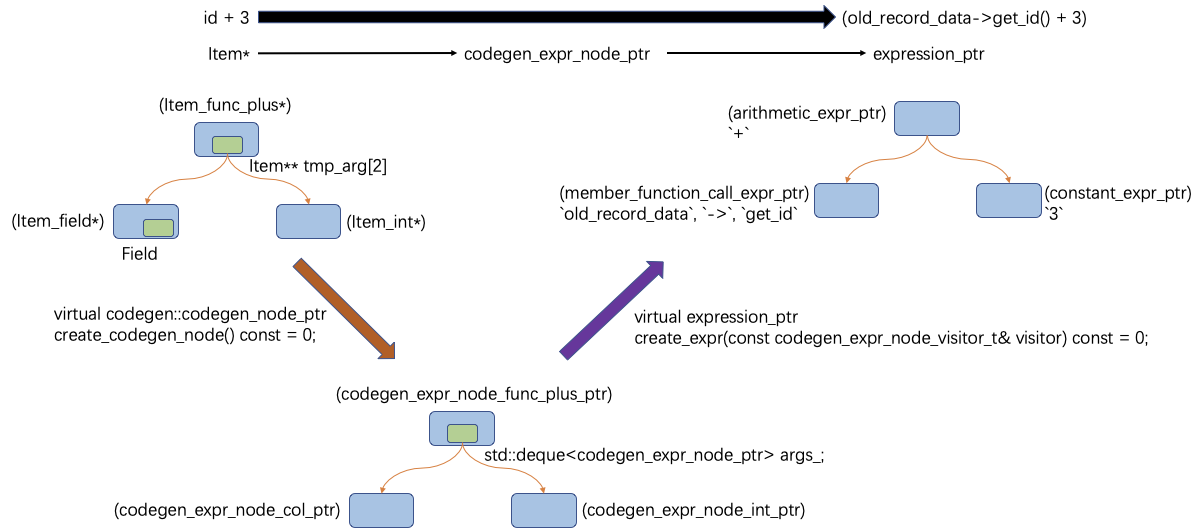 id + 3
(old_record_data->get_id() + 3)
Item*
codegen_expr_node_ptr
expression_ptr
(Item_func_plus*)
Item** tmp_arg[2]
(Item_field*)
(Item_int*)
Field
(arithmetic_expr_ptr)
`+`
(member_function_call_expr_ptr)
`old_record_data`, `->`, `get_id`
(constant_expr_ptr)
`3`
virtual codegen::codegen_node_ptr
create_codegen_node() const = 0;
virtual expression_ptr
create_expr(const codegen_expr_node_visitor_t& visitor) const = 0;
(codegen_expr_node_func_plus_ptr)
std::deque<codegen_expr_node_ptr> args_;
(codegen_expr_node_col_ptr)
(codegen_expr_node_int_ptr)